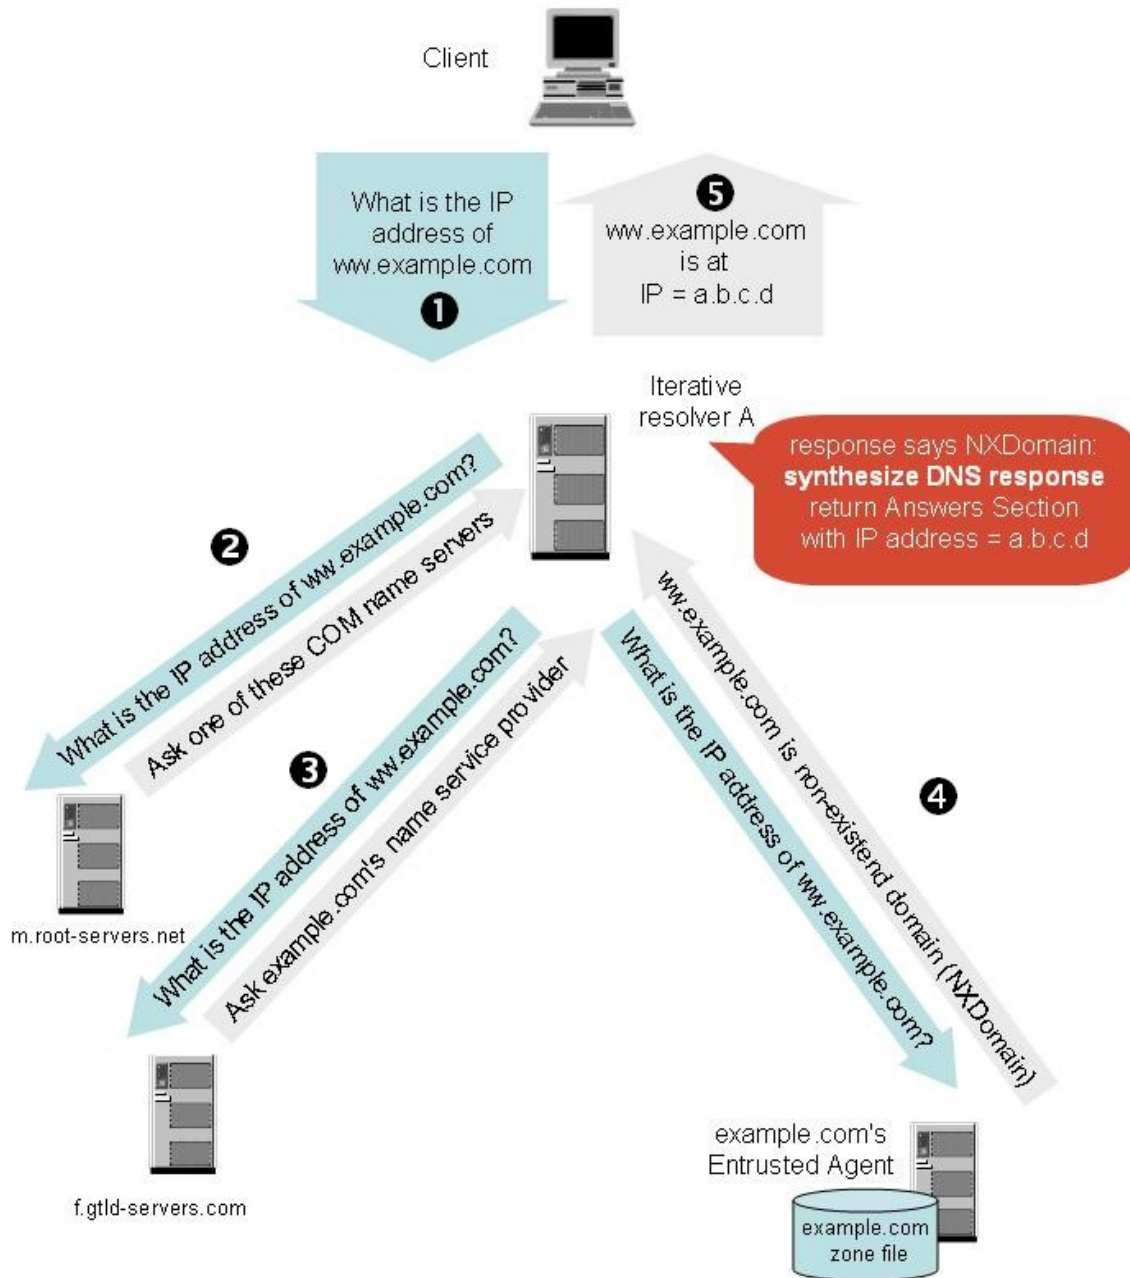 Client
What is the IP
address of
ww.example.com
1
5
ww.example.com
is at
IP = a.b.c.d
Iterative
resolver A
response says NXDomain:
synthesize DNS response
return Answers Section
with IP address = a.b.c.d
2
What is the IP address of ww.example.com?
Ask one of these COM name servers
m.root-servers.net
3
What is the IP address of ww.example.com?
Ask example.com's name service provider
f.gtld-servers.com
4
What is the IP address of ww.example.com?
ww.example.com is non-existend domain (NXDomain)
example.com's
Entrusted Agent
example.com
zone file